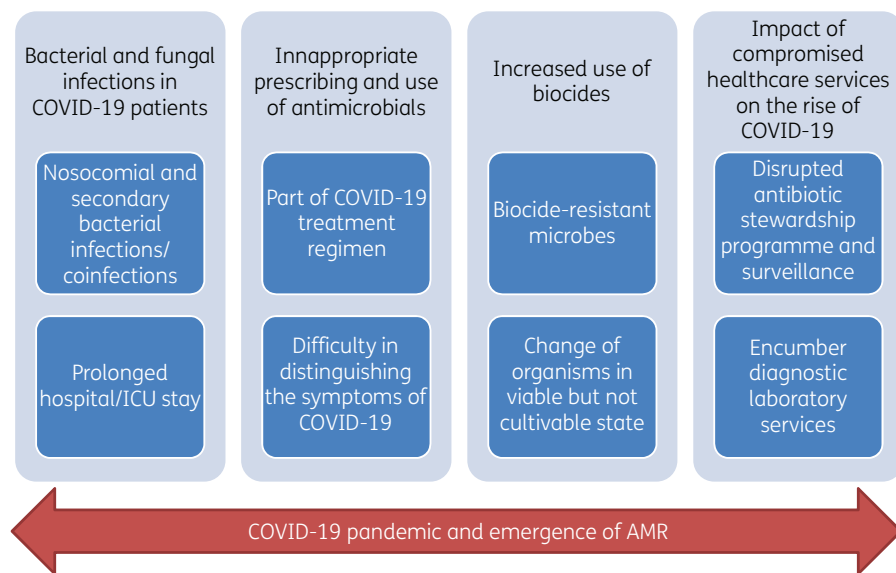 Bacterial and fungal
infections in
COVID-19 patients
Nosocomial and
secondary
bacterial
infections/
coinfections
Prolonged
hospital/ICU stay
Innappropriate
prescribing and use
of antimicrobials
Part of COVID-19
treatment
regimen
Difficulty in
distinguishing
the symptoms of
COVID-19
Increased use of
biocides
Biocide-resistant
microbes
Change of
organisms in
viable but not
cultivable state
Impact of
compromised
healthcare services
on the rise of
COVID-19
Disrupted
antibiotic
stewardship
programme and
surveillance
Encumber
diagnostic
laboratory
services
COVID-19 pandemic and emergence of AMR